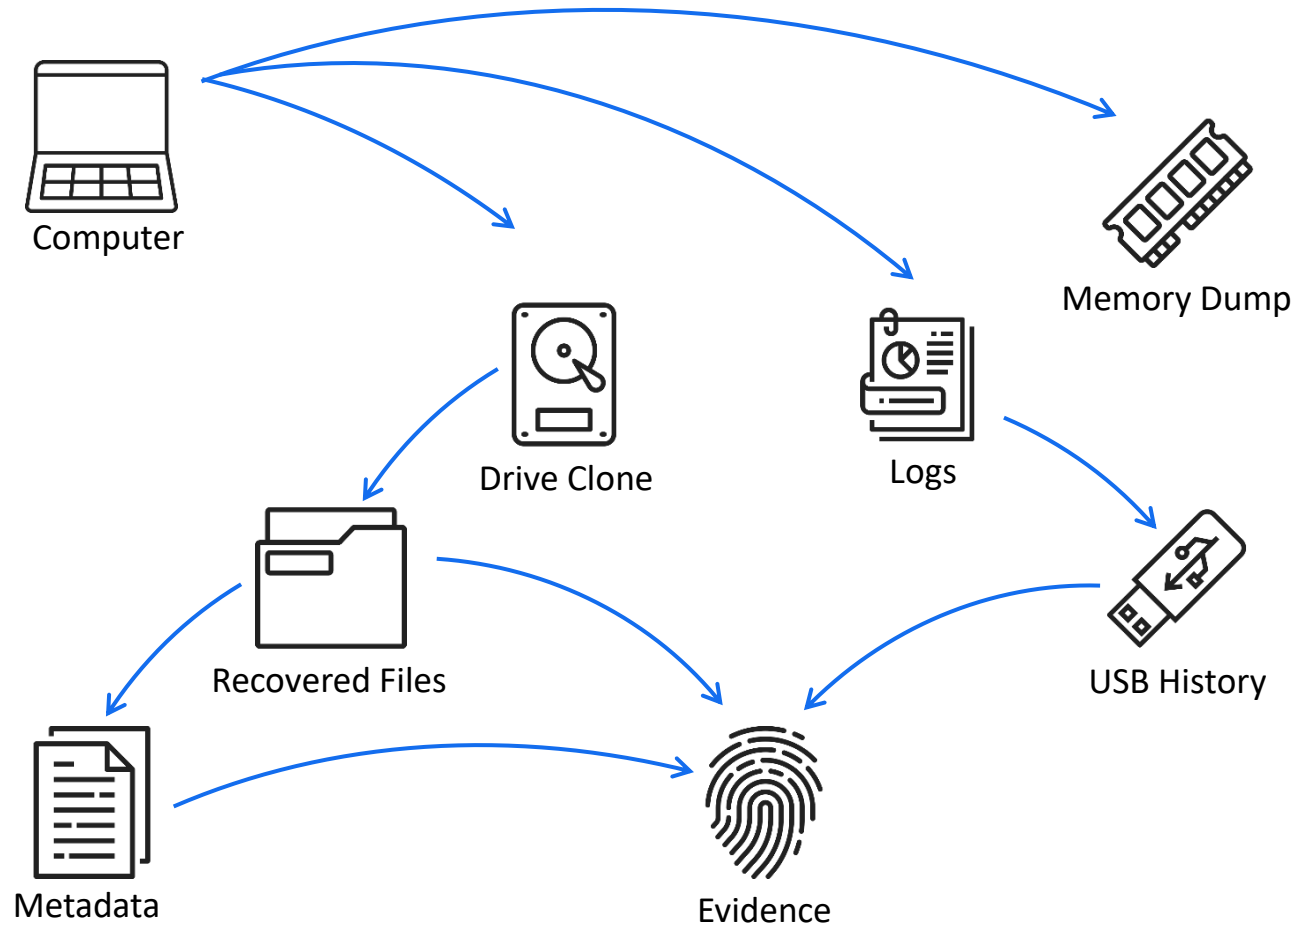 Computer
Memory Dump
Drive Clone
Logs
Recovered Files
USB History
Metadata
Evidence